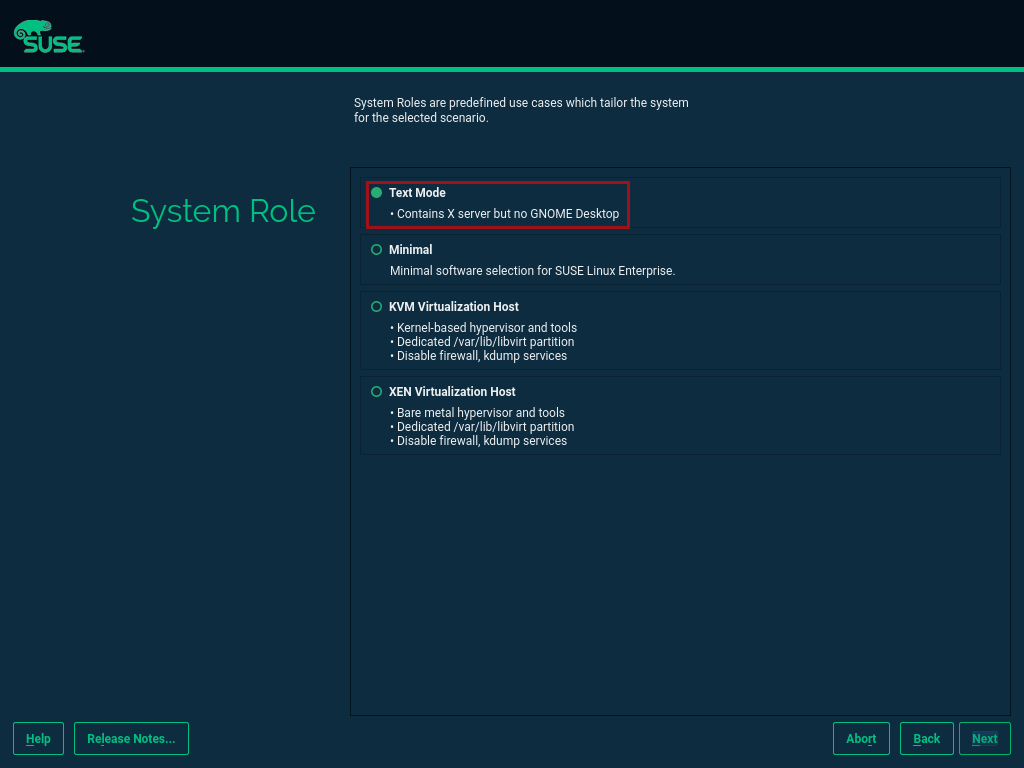 SUSE
System Roles are predefined use cases which tailor the system
for the selected scenario.
System Role
Text Mode
• Contains X server but no GNOME Desktop
Minimal
Minimal software selection for SUSE Linux Enterprise.
KVM Virtualization Host
• Kernel-based hypervisor and tools
• Dedicated /var/lib/libvirt partition
• Disable firewall, kdump services
XEN Virtualization Host
• Bare metal hypervisor and tools
• Dedicated /var/lib/libvirt partition
• Disable firewall, kdump services
Help
Release Notes...
Abort
Back
Next